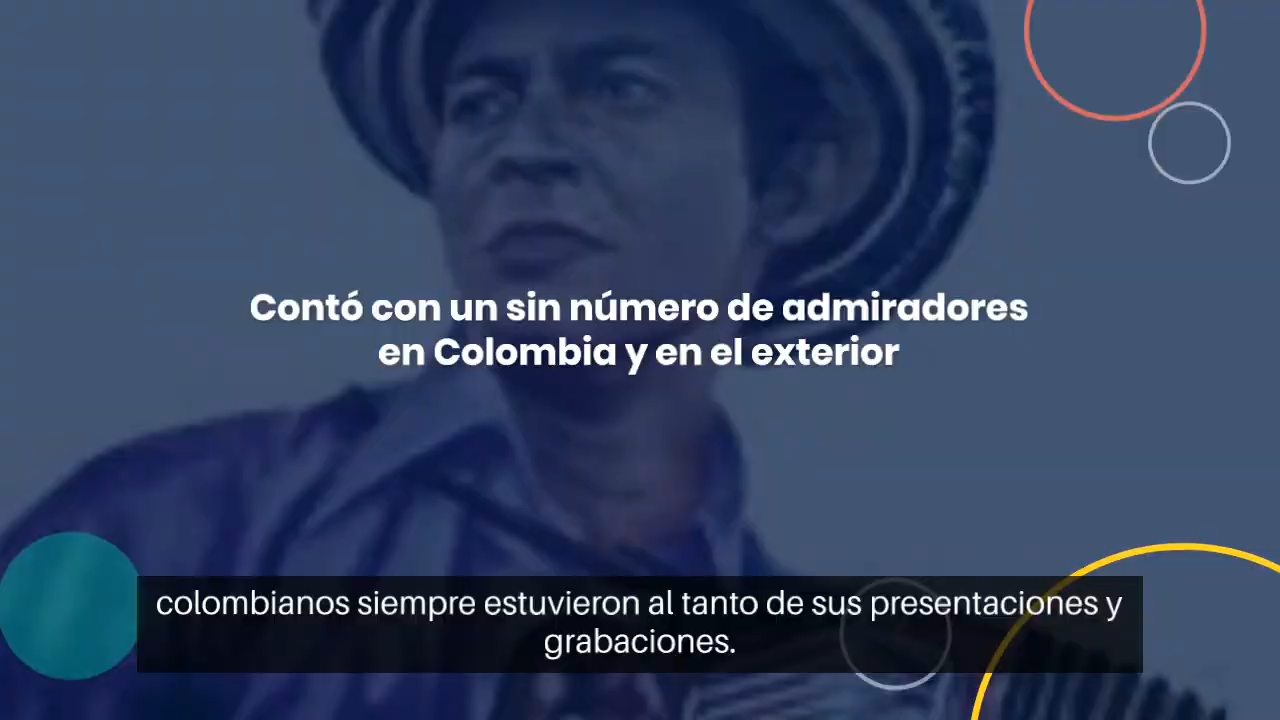 Contó con un sin número de admiradores
en Colombia y en el exterior
colombianos siempre estuvieron al tanto de sus presentaciones y
grabaciones.